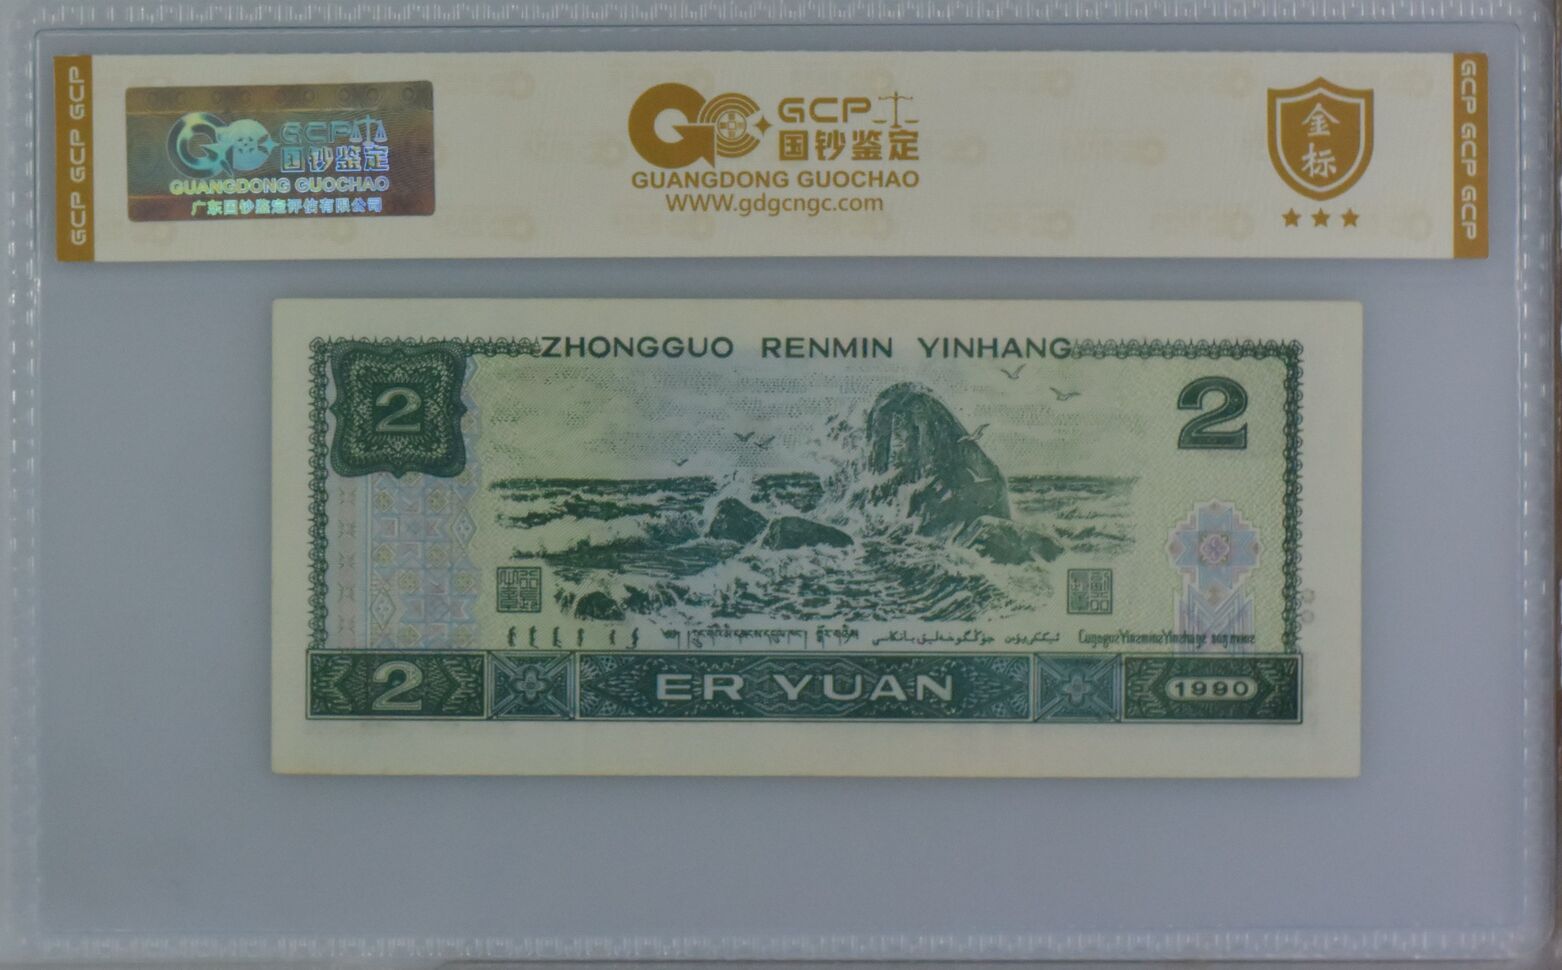 GCP GCP GCP
GCP
国钞鉴定
GUANGDONG GUOCHAO
广东国钞鉴定评估有限公司
GCP
国钞鉴定
GUANGDONG GUOCHAO
WWW.gdgcngc.com
金标
GCP GCP GCP
ZHONGGUO RENMIN YINHANG
2
2
2
ER YUAN
1990